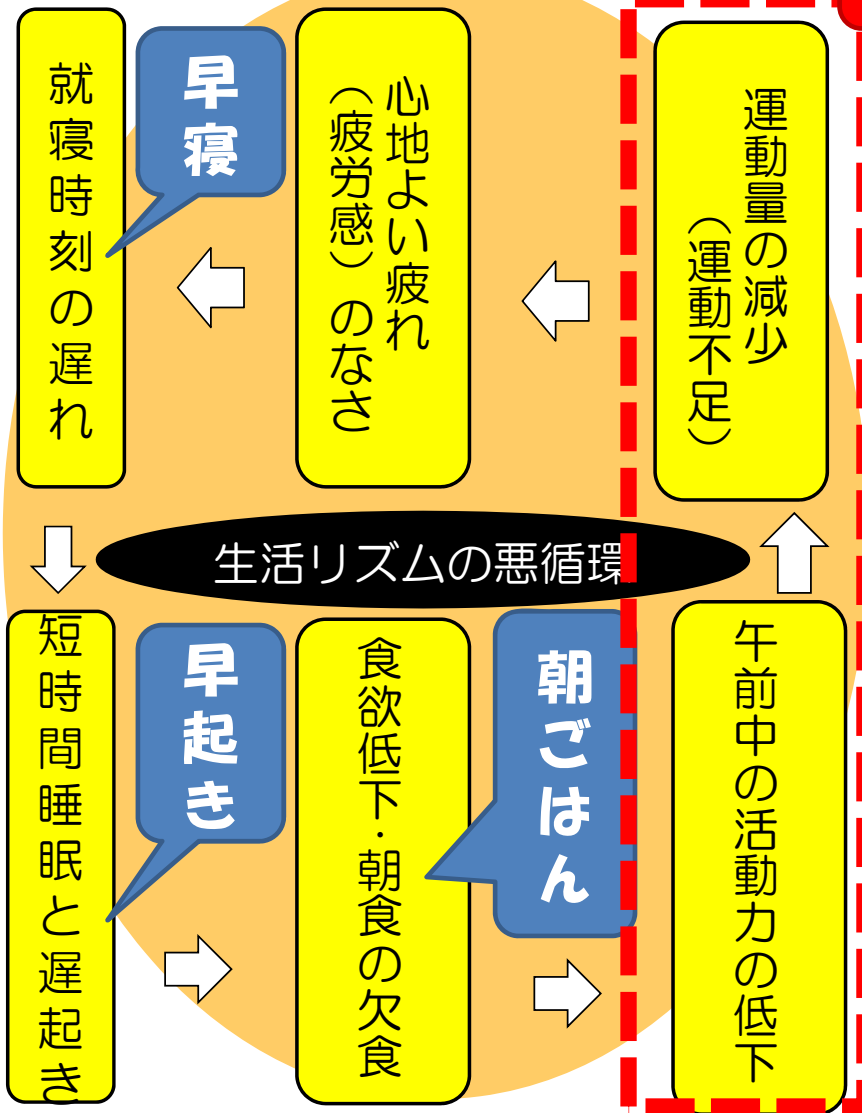 運動量の減少
（運動不足）
心地よい疲れ
（疲労感）のなさ
早寝
就寝時刻の遅れ
生活リズムの悪循環
午前中の活動力の低下
朝ごはん
食欲低下・朝食の欠食
早起き
短時間睡眠と遅起き